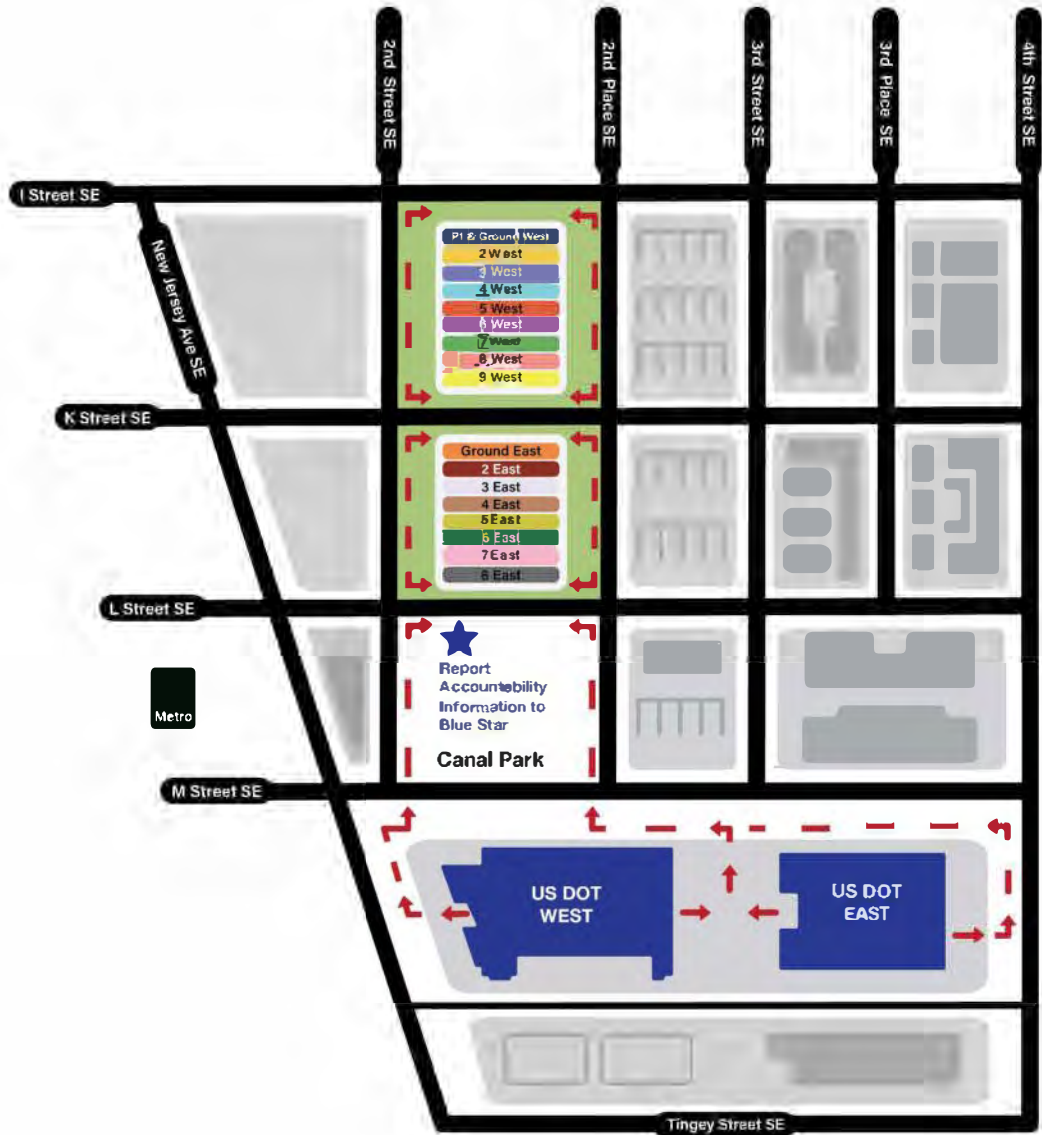 2nd Street SE
2nd Place SE
3rd Street SE
3rd Place SE
4th Street SE
I Street SE
New Jersey Ave SE
P1 & Ground West
2 West
3 West
4 West
5 West
6 West
7 West
8 West
9 West
K Street SE
Ground East
2 East
3 East
4 East
5 East
6 East
7 East
8 East
L Street SE
Report
Accountability
Information to
Blue Star
Metro
Canal Park
M Street SE
US DOT
WEST
US DOT
EAST
Tingey Street SE